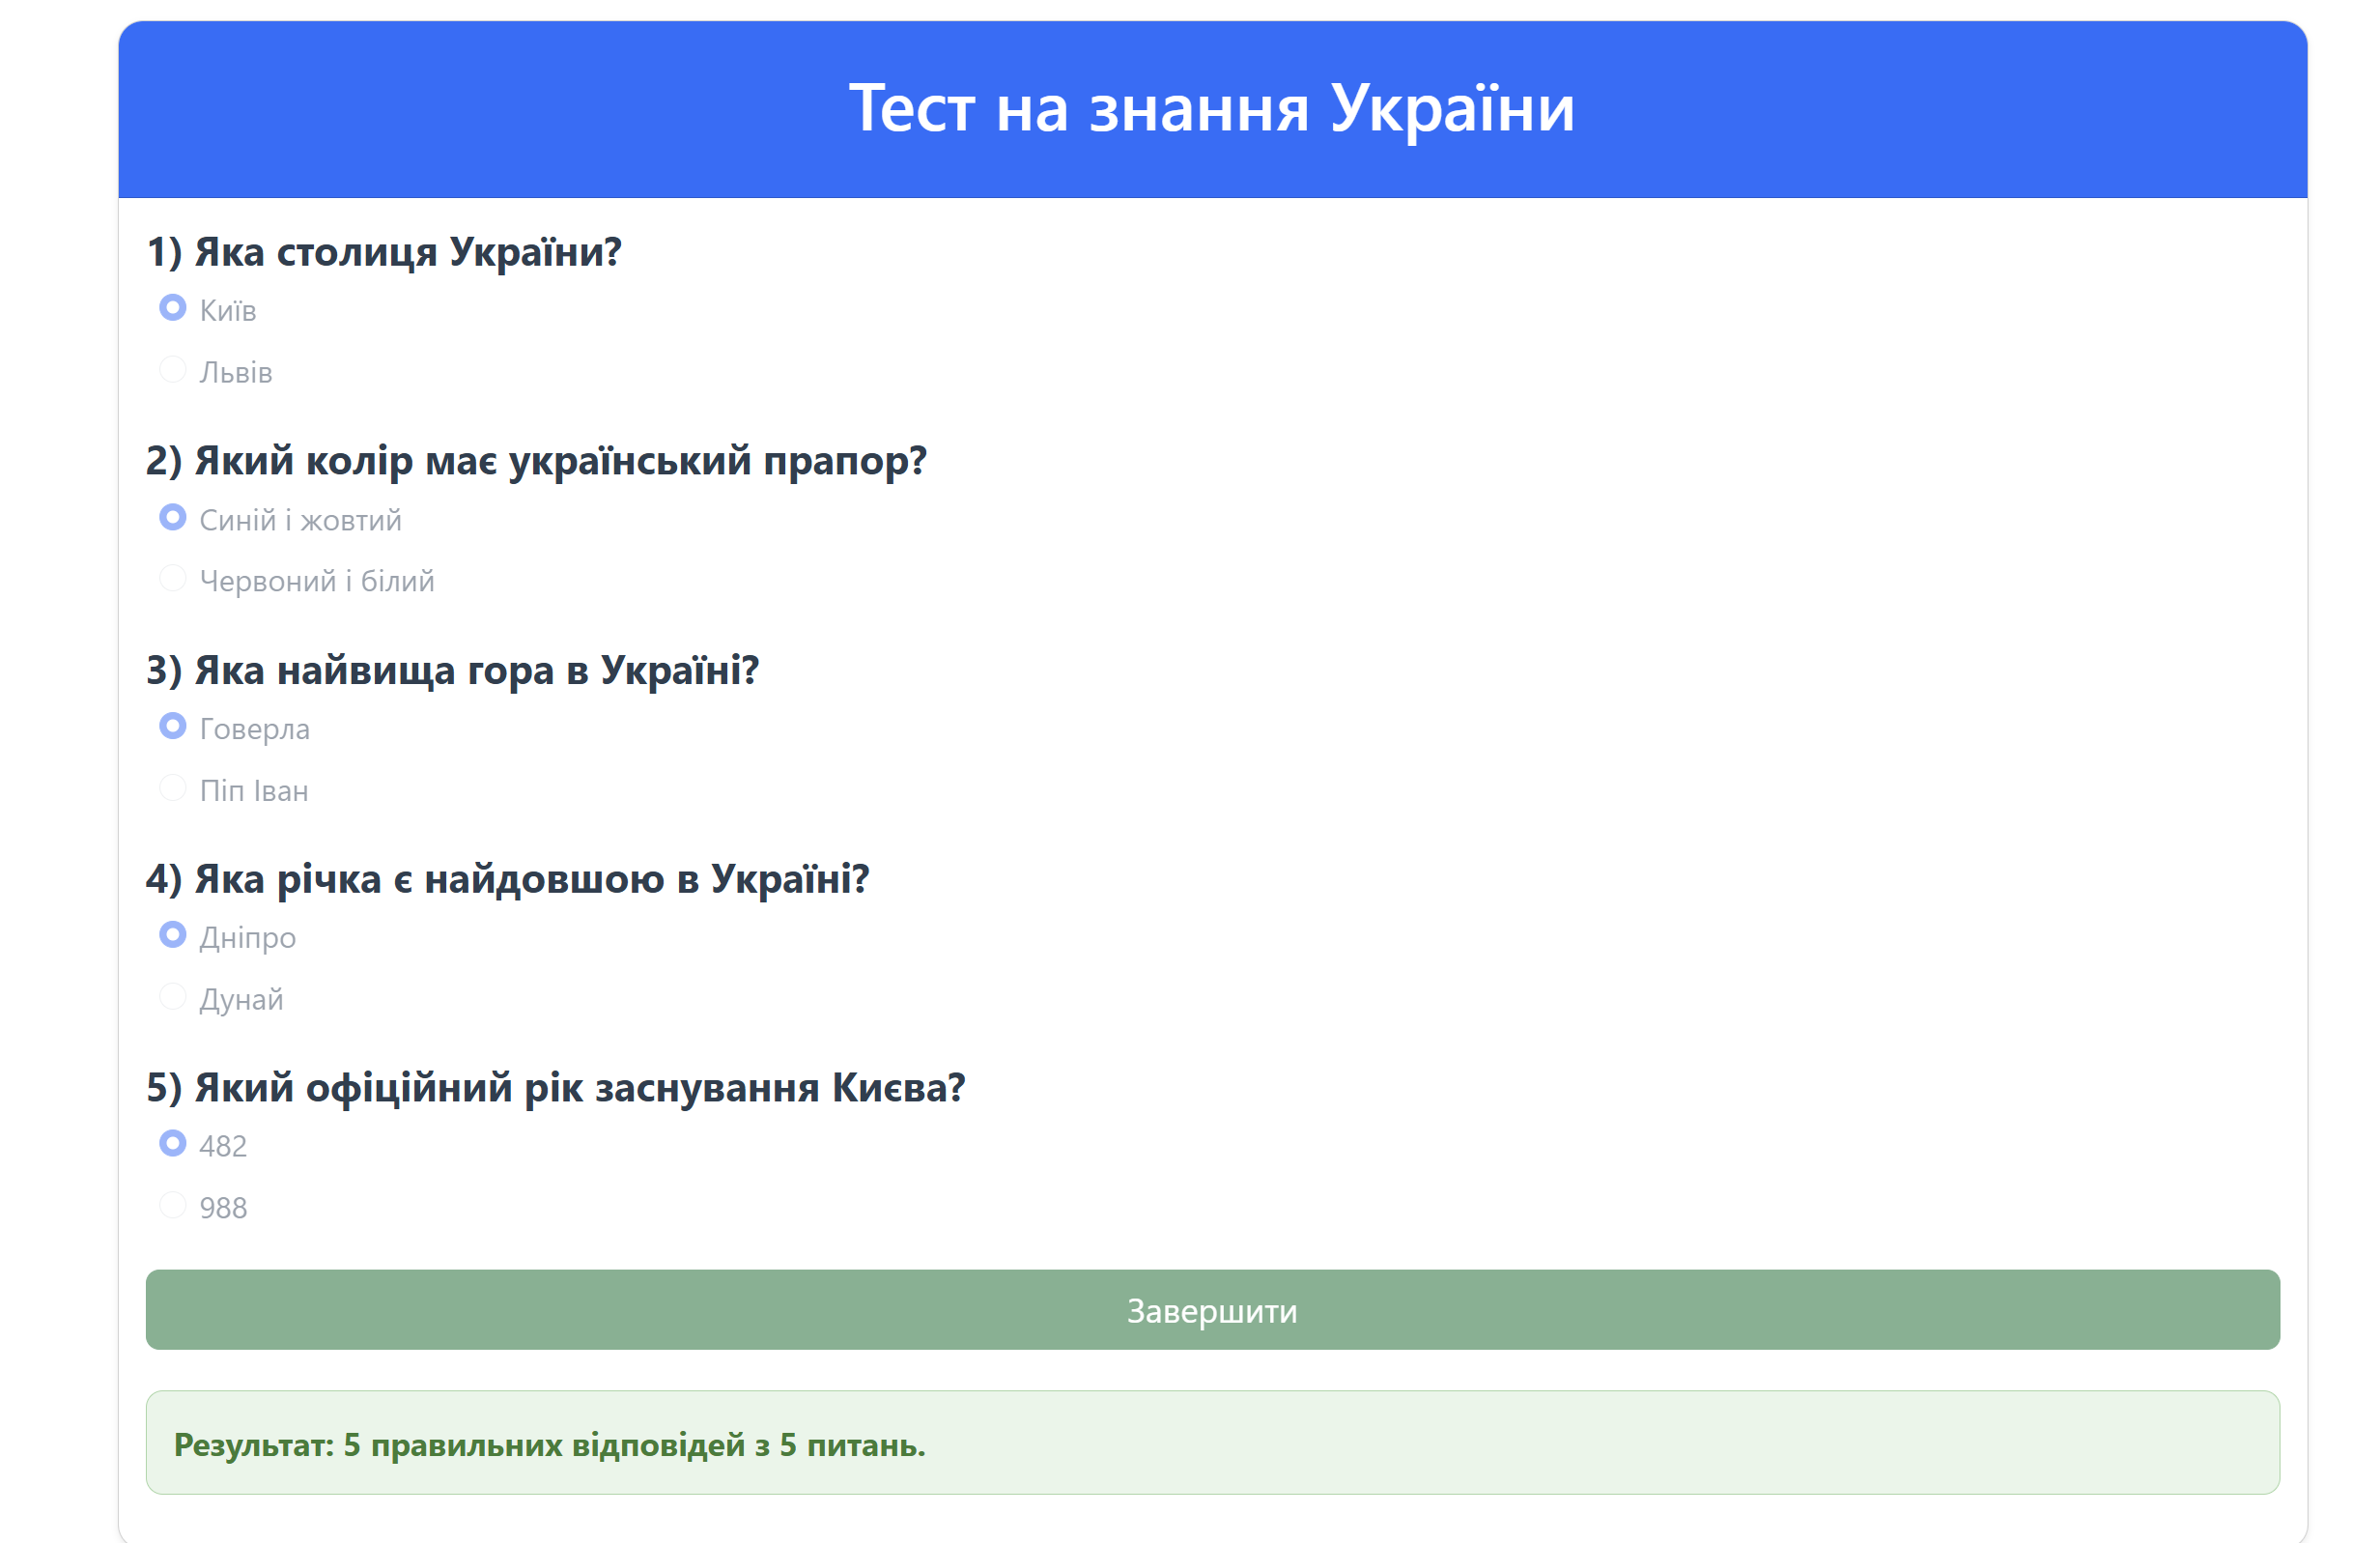 Тест на знання України
1) Яка столиця України?
Київ
Львів
2) Який колір має український прапор?
Синій і жовтий
Червоний і білий
3) Яка найвища гора в Україні?
Говерла
Піп Іван
4) Яка річка є найдовшою в Україні?
Дніпро
Дунай
5) Який офіційний рік заснування Києва?
482
988
Завершити
Результат: 5 правильних відповідей з 5 питань.